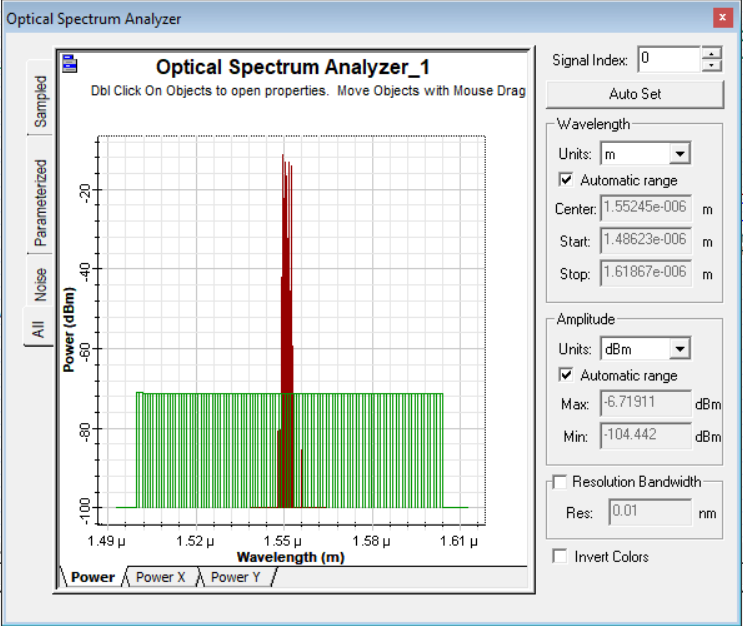 Optical Spectrum Analyzer
x
Sampled
Parameterized
Noise
All
Optical Spectrum Analyzer_1
Dbl Click On Objects to open properties. Move Objects with Mouse Drag
Power (dBm)
-20
-40
-60
-80
-100
1.49 µ 1.52 µ 1.55 µ 1.58 µ 1.61 µ
Wavelength (m)
Power Power X Power Y
Signal Index: 0
Auto Set
Wavelength
Units: m
Automatic range
Center: 1.55245e-006 m
Start: 1.48623e-006 m
Stop: 1.61867e-006 m
Amplitude
Units: dBm
Automatic range
Max: -6.71911 dBm
Min: -104.442 dBm
Resolution Bandwidth
Res: 0.01 nm
Invert Colors